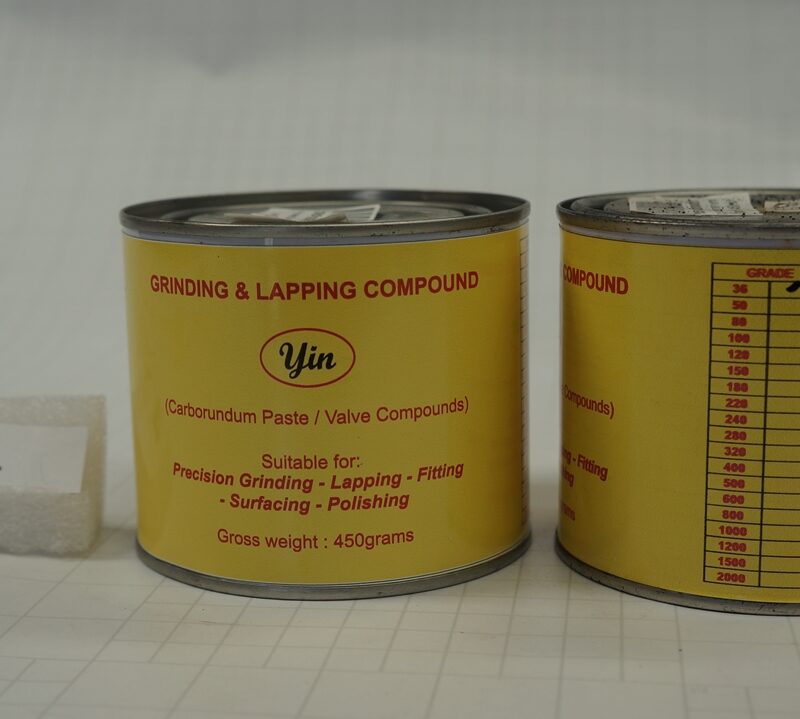 GRINDING & LAPPING COMPOUND
Yin
(Carborundum Paste / Valve Compounds)
Suitable for:
Precision Grinding - Lapping - Fitting
- Surfacing - Polishing
Gross weight : 450grams
COMPOUND
Compounds)
- Fitting
GRADE
36
50
80
100
120
150
180
220
240
280
320
400
500
600
800
1000
1200
1500
2000